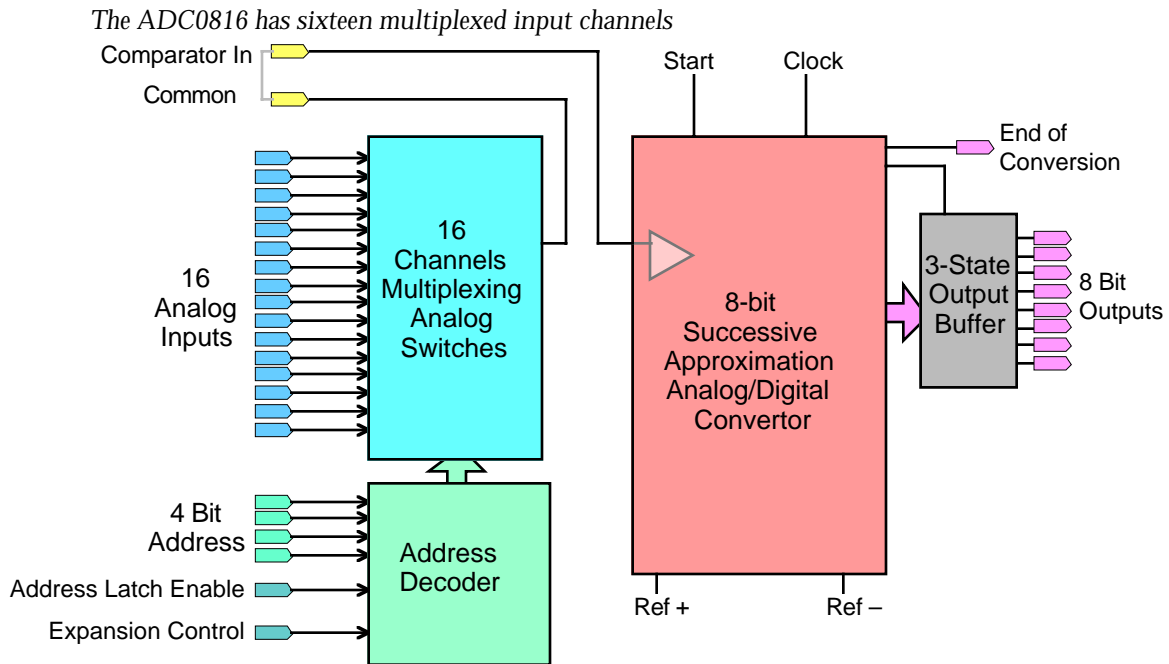 The ADC0816 has sixteen multiplexed input channels
Comparator In
Common
Start
Clock
End of
Conversion
16
Analog
Inputs
16
Channels
Multiplexing
Analog
Switches
8-bit
Successive
Approximation
Analog/Digital
Convertor
3-State
Output
Buffer
8 Bit
Outputs
4 Bit
Address
Address Latch Enable
Expansion Control
Address
Decoder
Ref +
Ref –